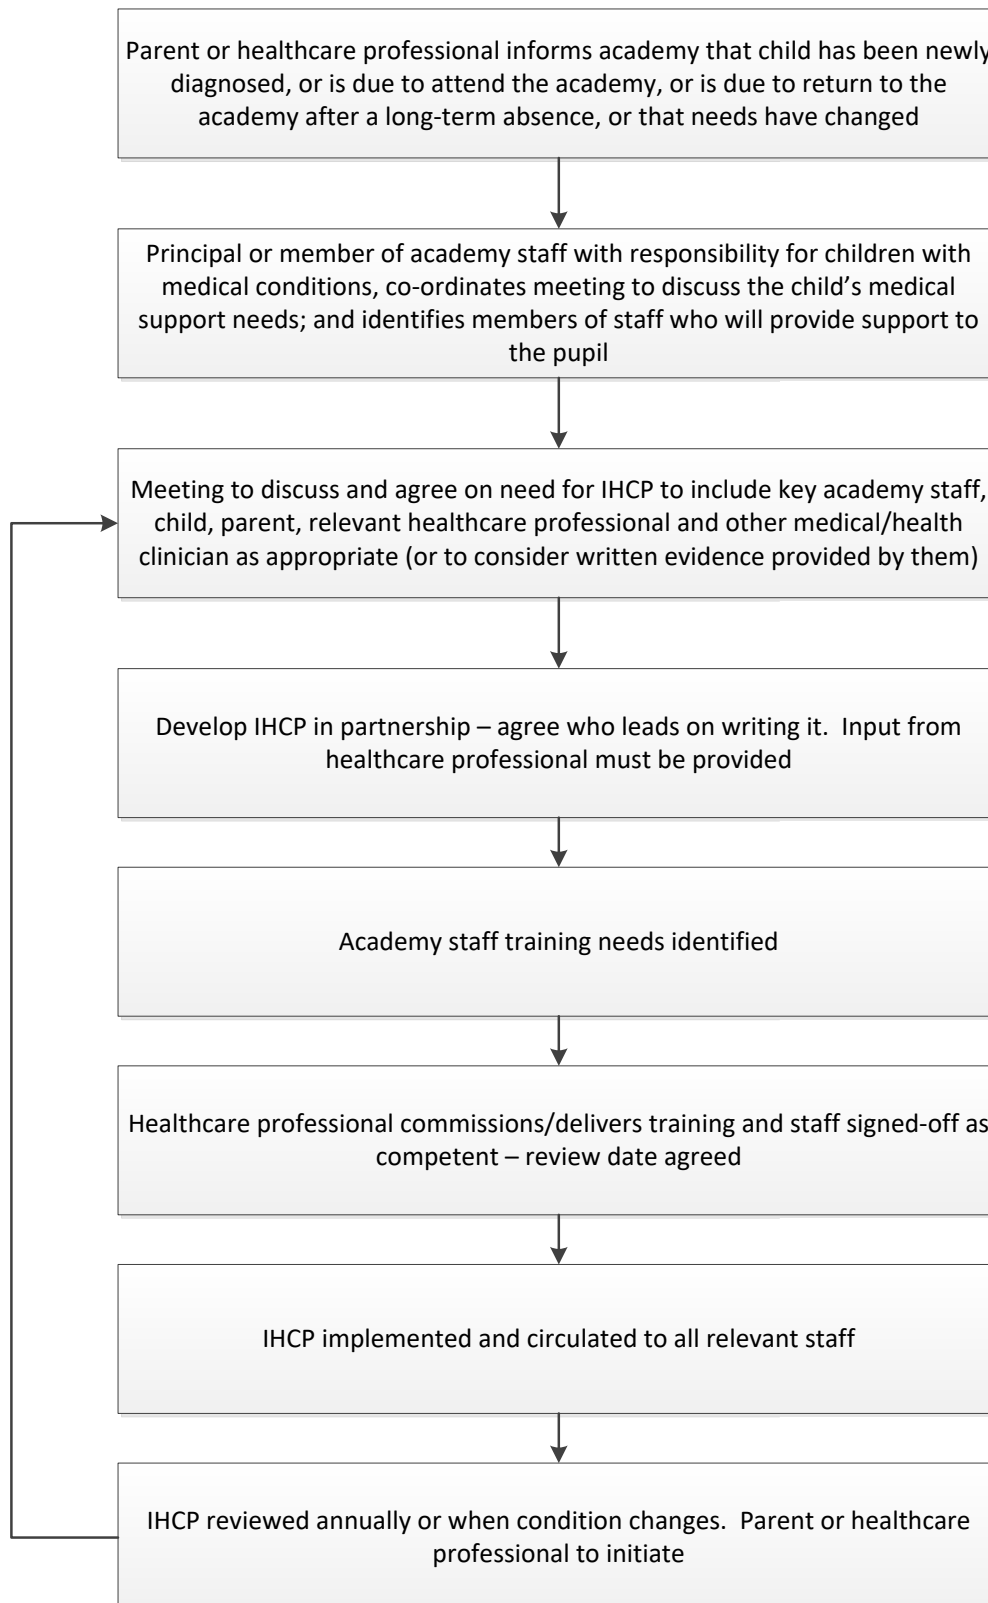 Parent or healthcare professional informs academy that child has been newly
diagnosed, or is due to attend the academy, or is due to return to the
academy after a long-term absence, or that needs have changed
Principal or member of academy staff with responsibility for children with
medical conditions, co-ordinates meeting to discuss the child’s medical
support needs; and identifies members of staff who will provide support to
the pupil
Meeting to discuss and agree on need for IHCP to include key academy staff,
child, parent, relevant healthcare professional and other medical/health
clinician as appropriate (or to consider written evidence provided by them)
Develop IHCP in partnership – agree who leads on writing it.  Input from
healthcare professional must be provided
Academy staff training needs identified
Healthcare professional commissions/delivers training and staff signed-off as
competent – review date agreed
IHCP implemented and circulated to all relevant staff
IHCP reviewed annually or when condition changes.  Parent or healthcare
professional to initiate